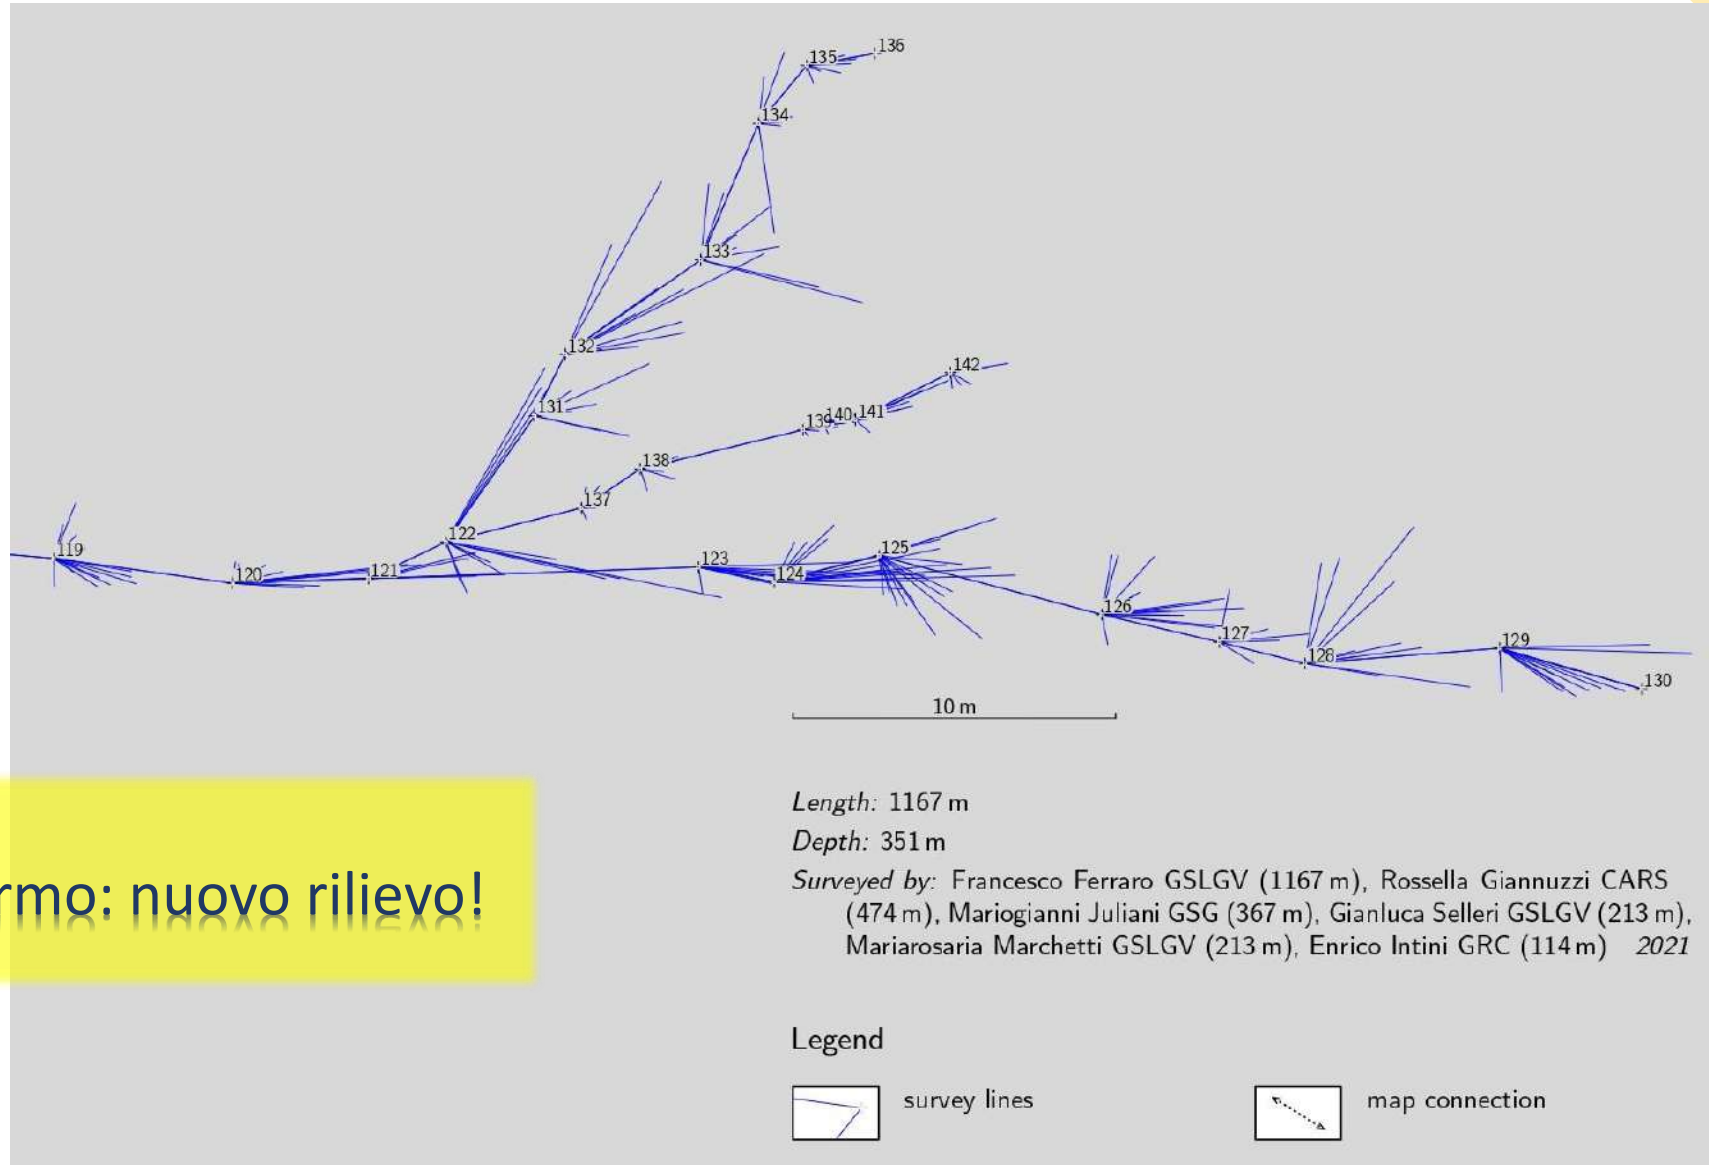 136
135
134
133
132
142
131
139 140 141
138
137
122
119
125
123
121
120
124
126
127
129
128
130
10 m
Length: 1167 m
Depth: 351 m
rmo: nuovo rilievo!
Surveyed by: Francesco Ferraro GSLGV (1167 m), Rossella Giannuzzi CARS
(474 m), Mariogianni Juliani GSG (367 m), Gianluca Selleri GSLGV (213 m),
Mariarosaria Marchetti GSLGV (213 m), Enrico Intini GRC (114 m) 2021
Legend
survey lines
map connection